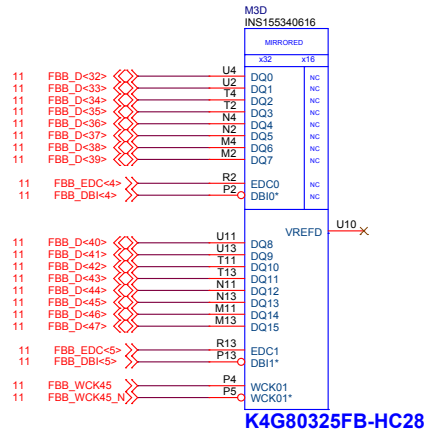 M3D
INS155340616
MIRRORED
x32 x16
11 FBB_D<32> U4 DQ0 NC
11 FBB_D<33> U2 DQ1 NC
11 FBB_D<34> T4 DQ2 NC
11 FBB_D<35> T2 DQ3 NC
11 FBB_D<36> N4 DQ4 NC
11 FBB_D<37> N2 DQ5 NC
11 FBB_D<38> M4 DQ6 NC
11 FBB_D<39> M2 DQ7 NC
11 FBB_EDC<4> R2 EDC0 NC
11 FBB_DBI<4> P2 DBI0* NC
VREFD U10
11 FBB_D<40> U11 DQ8
11 FBB_D<41> U13 DQ9
11 FBB_D<42> T11 DQ10
11 FBB_D<43> T13 DQ11
11 FBB_D<44> N11 DQ12
11 FBB_D<45> N13 DQ13
11 FBB_D<46> M11 DQ14
11 FBB_D<47> M13 DQ15
11 FBB_EDC<5> R13 EDC1
11 FBB_DBI<5> P13 DBI1*
11 FBB_WCK45 P4 WCK01
11 FBB_WCK45_N P5 WCK01*
K4G80325FB-HC28